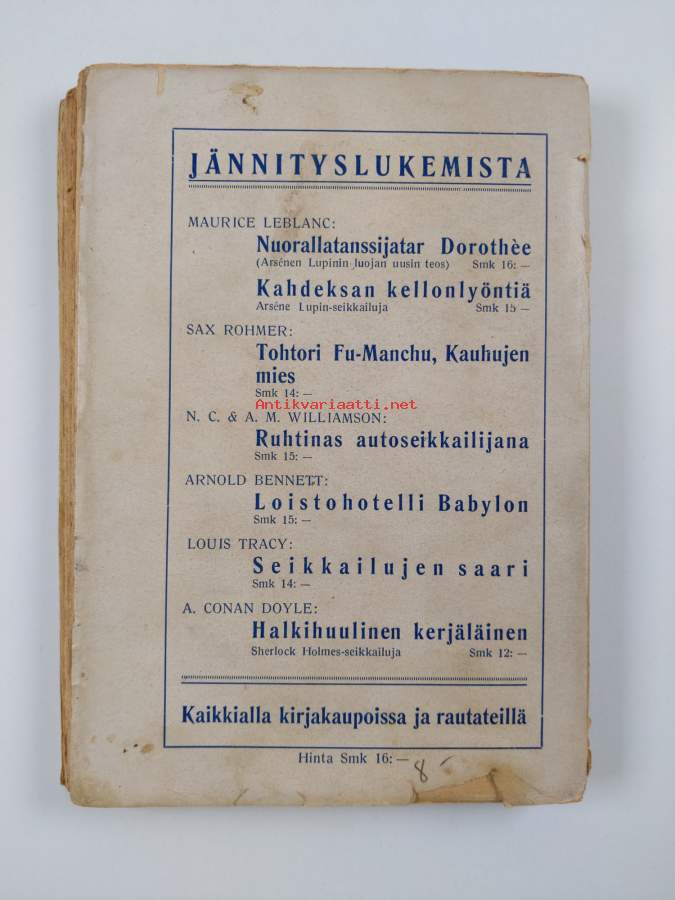 JÄNNITYSLUKEMISTA
MAURICE LEBLANC:
Nuorallatanssijatar Dorothèe
(Arsénen Lupinin luojan uusin teos) Smk 16: —
Kahdeksan kellonlyöntiä
Arséne Lupin-seikkailuja Smk 15 —
SAX ROHMER:
Tohtori Fu-Manchu, Kauhujen
mies
Smk 14: —
Antikvariaatti.net
N. C. & A. M. WILLIAMSON:
Ruhtinas autoseikkailijana
Smk 15: —
ARNOLD BENNETT:
Loistohotelli Babylon
Smk 15: —
LOUIS TRACY:
Seikkailujen saari
Smk 14: —
A. CONAN DOYLE:
Halkihuulinen kerjäläinen
Sherlock Holmes-seikkailuja Smk 12: —
Kaikkialla kirjakaupoissa ja rautateillä
Hinta Smk 16: —
8